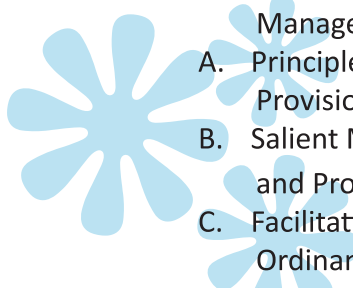 Manage
A. Principle
Provisio
B. Salient M
and Pro
C. Facilitat
Ordinar